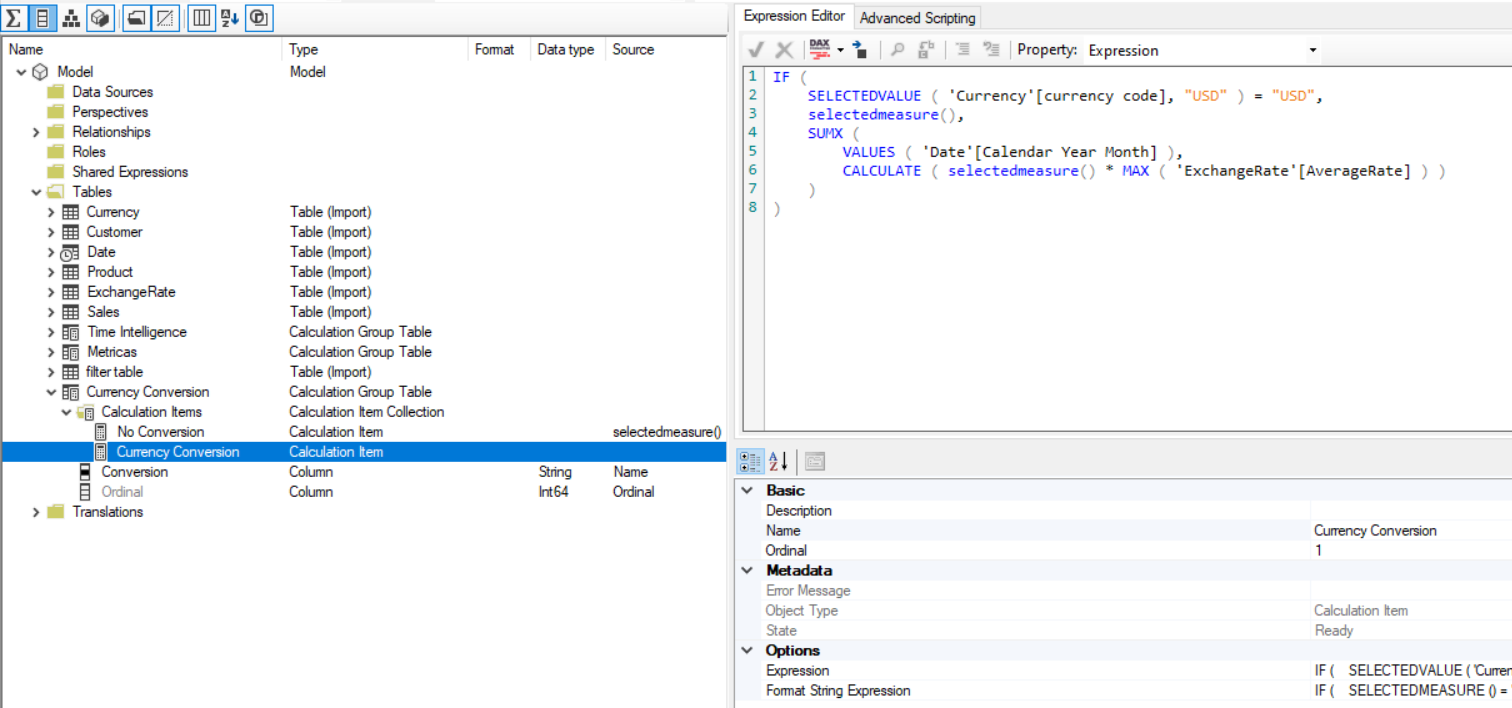 Name Type Format Data type Source
Model Model
Data Sources
Perspectives
Relationships
Roles
Shared Expressions
Tables
Currency Table (Import)
Customer Table (Import)
Date Table (Import)
Product Table (Import)
ExchangeRate Table (Import)
Sales Table (Import)
Time Intelligence Calculation Group Table
Metricas Calculation Group Table
filter table Table (Import)
Currency Conversion Calculation Group Table
Calculation Items Calculation Item Collection
No Conversion Calculation Item selectedmeasure()
Currency Conversion Calculation Item
Conversion Column String Name
Ordinal Column Int64 Ordinal
Translations
Expression Editor Advanced Scripting
DAX Property: Expression
1 IF (
2 SELECTEDVALUE ( 'Currency'[currency code], "USD" ) = "USD",
3 selectedmeasure(),
4 SUMX (
5 VALUES ( 'Date'[Calendar Year Month] ),
6 CALCULATE ( selectedmeasure() * MAX ( 'ExchangeRate'[AverageRate] ) )
7 )
8 )
Basic
Description
Name Currency Conversion
Ordinal 1
Metadata
Error Message
Object Type Calculation Item
State Ready
Options
Expression IF ( SELECTEDVALUE ( 'Curren
Format String Expression IF ( SELECTEDMEASURE () =